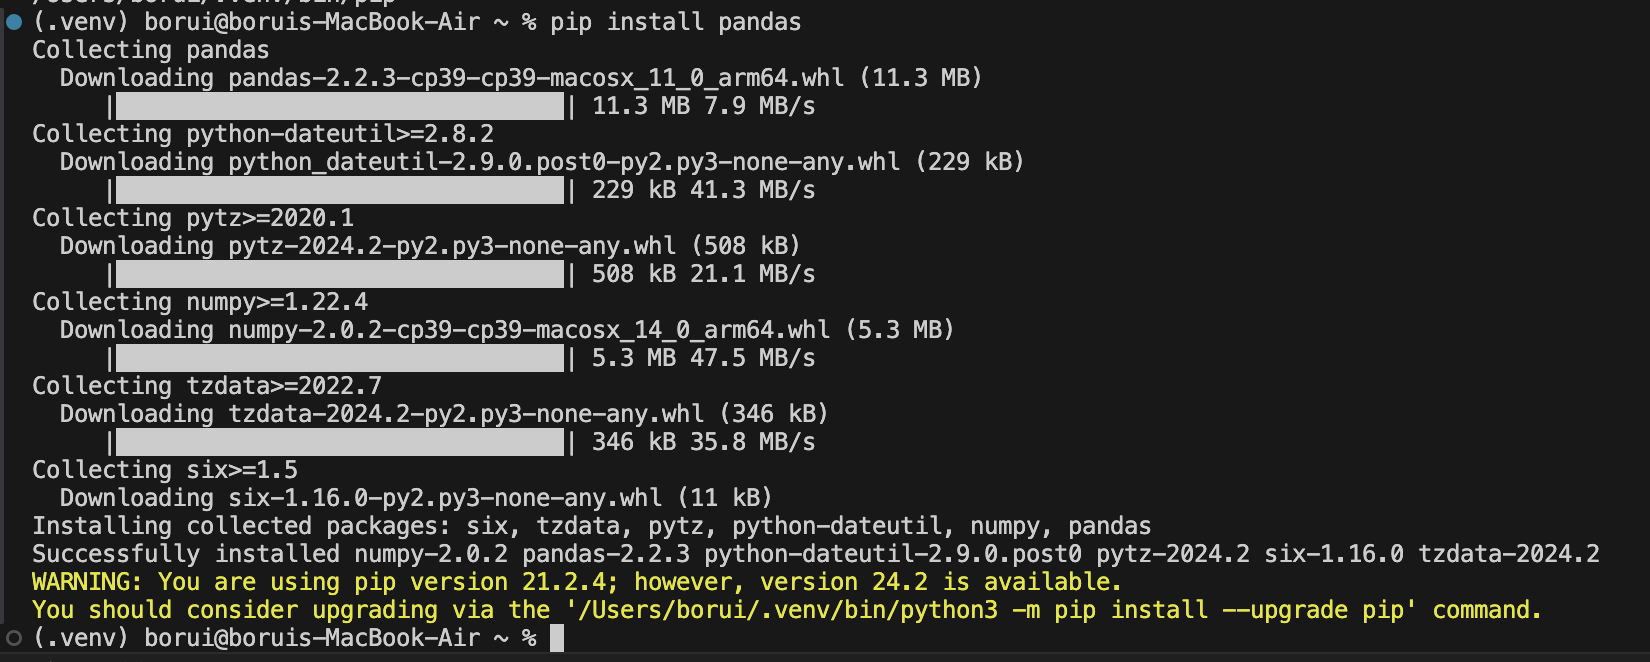 (.venv) borui@boruis-MacBook-Air ~ % pip install pandas
Collecting pandas
  Downloading pandas-2.2.3-cp39-cp39-macosx_11_0_arm64.whl (11.3 MB)
     |████████████████████████████████| 11.3 MB 7.9 MB/s
Collecting python-dateutil>=2.8.2
  Downloading python_dateutil-2.9.0.post0-py2.py3-none-any.whl (229 kB)
     |████████████████████████████████| 229 kB 41.3 MB/s
Collecting pytz>=2020.1
  Downloading pytz-2024.2-py2.py3-none-any.whl (508 kB)
     |████████████████████████████████| 508 kB 21.1 MB/s
Collecting numpy>=1.22.4
  Downloading numpy-2.0.2-cp39-cp39-macosx_14_0_arm64.whl (5.3 MB)
     |████████████████████████████████| 5.3 MB 47.5 MB/s
Collecting tzdata>=2022.7
  Downloading tzdata-2024.2-py2.py3-none-any.whl (346 kB)
     |████████████████████████████████| 346 kB 35.8 MB/s
Collecting six>=1.5
  Downloading six-1.16.0-py2.py3-none-any.whl (11 kB)
Installing collected packages: six, tzdata, pytz, python-dateutil, numpy, pandas
Successfully installed numpy-2.0.2 pandas-2.2.3 python-dateutil-2.9.0.post0 pytz-2024.2 six-1.16.0 tzdata-2024.2
WARNING: You are using pip version 21.2.4; however, version 24.2 is available.
You should consider upgrading via the '/Users/borui/.venv/bin/python3 -m pip install --upgrade pip' command.
(.venv) borui@boruis-MacBook-Air ~ %